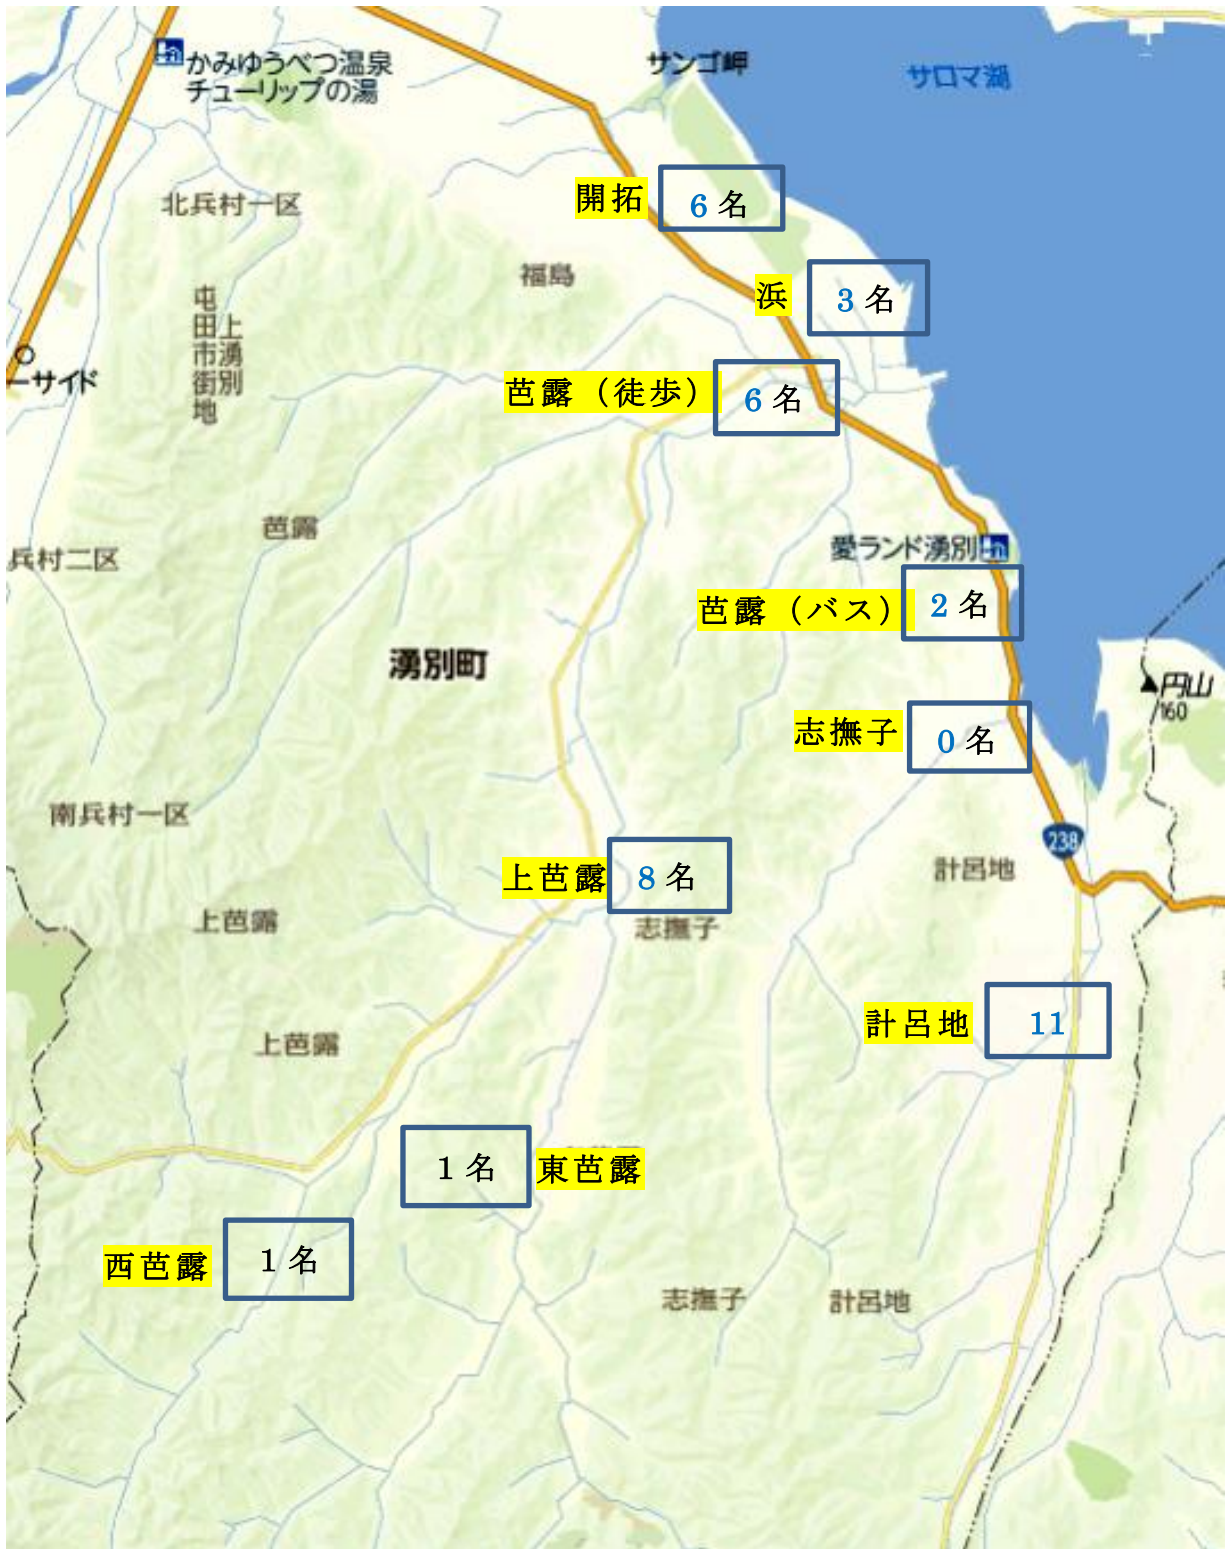 かみゆうべつ温泉
チューリップの湯
サンゴ岬
サロマ湖
北兵村一区
開拓
6 名
福島
浜
3 名
屯田市街地
上湧別
ーサイド
芭露（徒歩）
6 名
芭露
兵村二区
愛ランド湧別
芭露（バス）
2 名
湧別町
円山
160
志撫子
0 名
南兵村一区
238
上芭露
8 名
計呂地
上芭露
志撫子
計呂地
11
上芭露
1 名
東芭露
西芭露
1 名
志撫子
計呂地